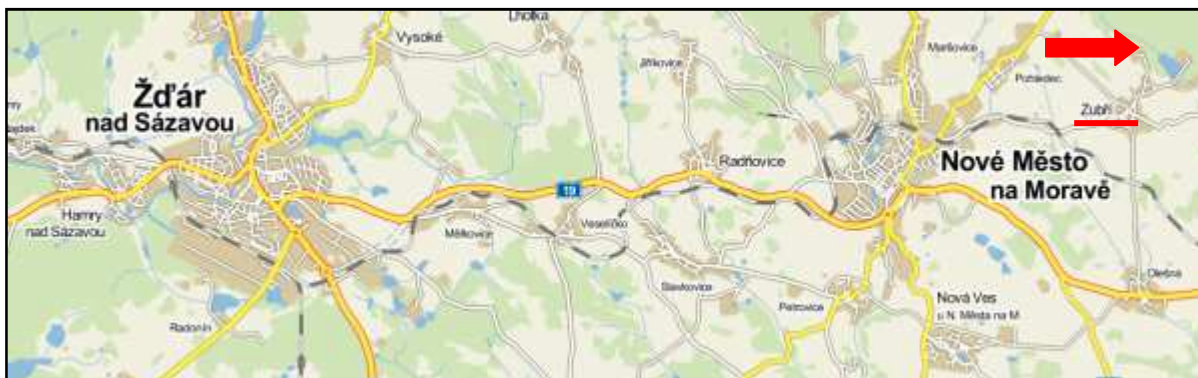 Lhotka
Vysoké
Maršovice
Jiříkovice
Pohledec
Žďár
nad Sázavou
Zubří
Radňovice
Nové Město
na Moravě
19
Hamry
nad Sázavou
Mělkovice
Veselíčko
Slavkovice
Petrovice
Olešná
Nová Ves
u N. Města na M
Radonín